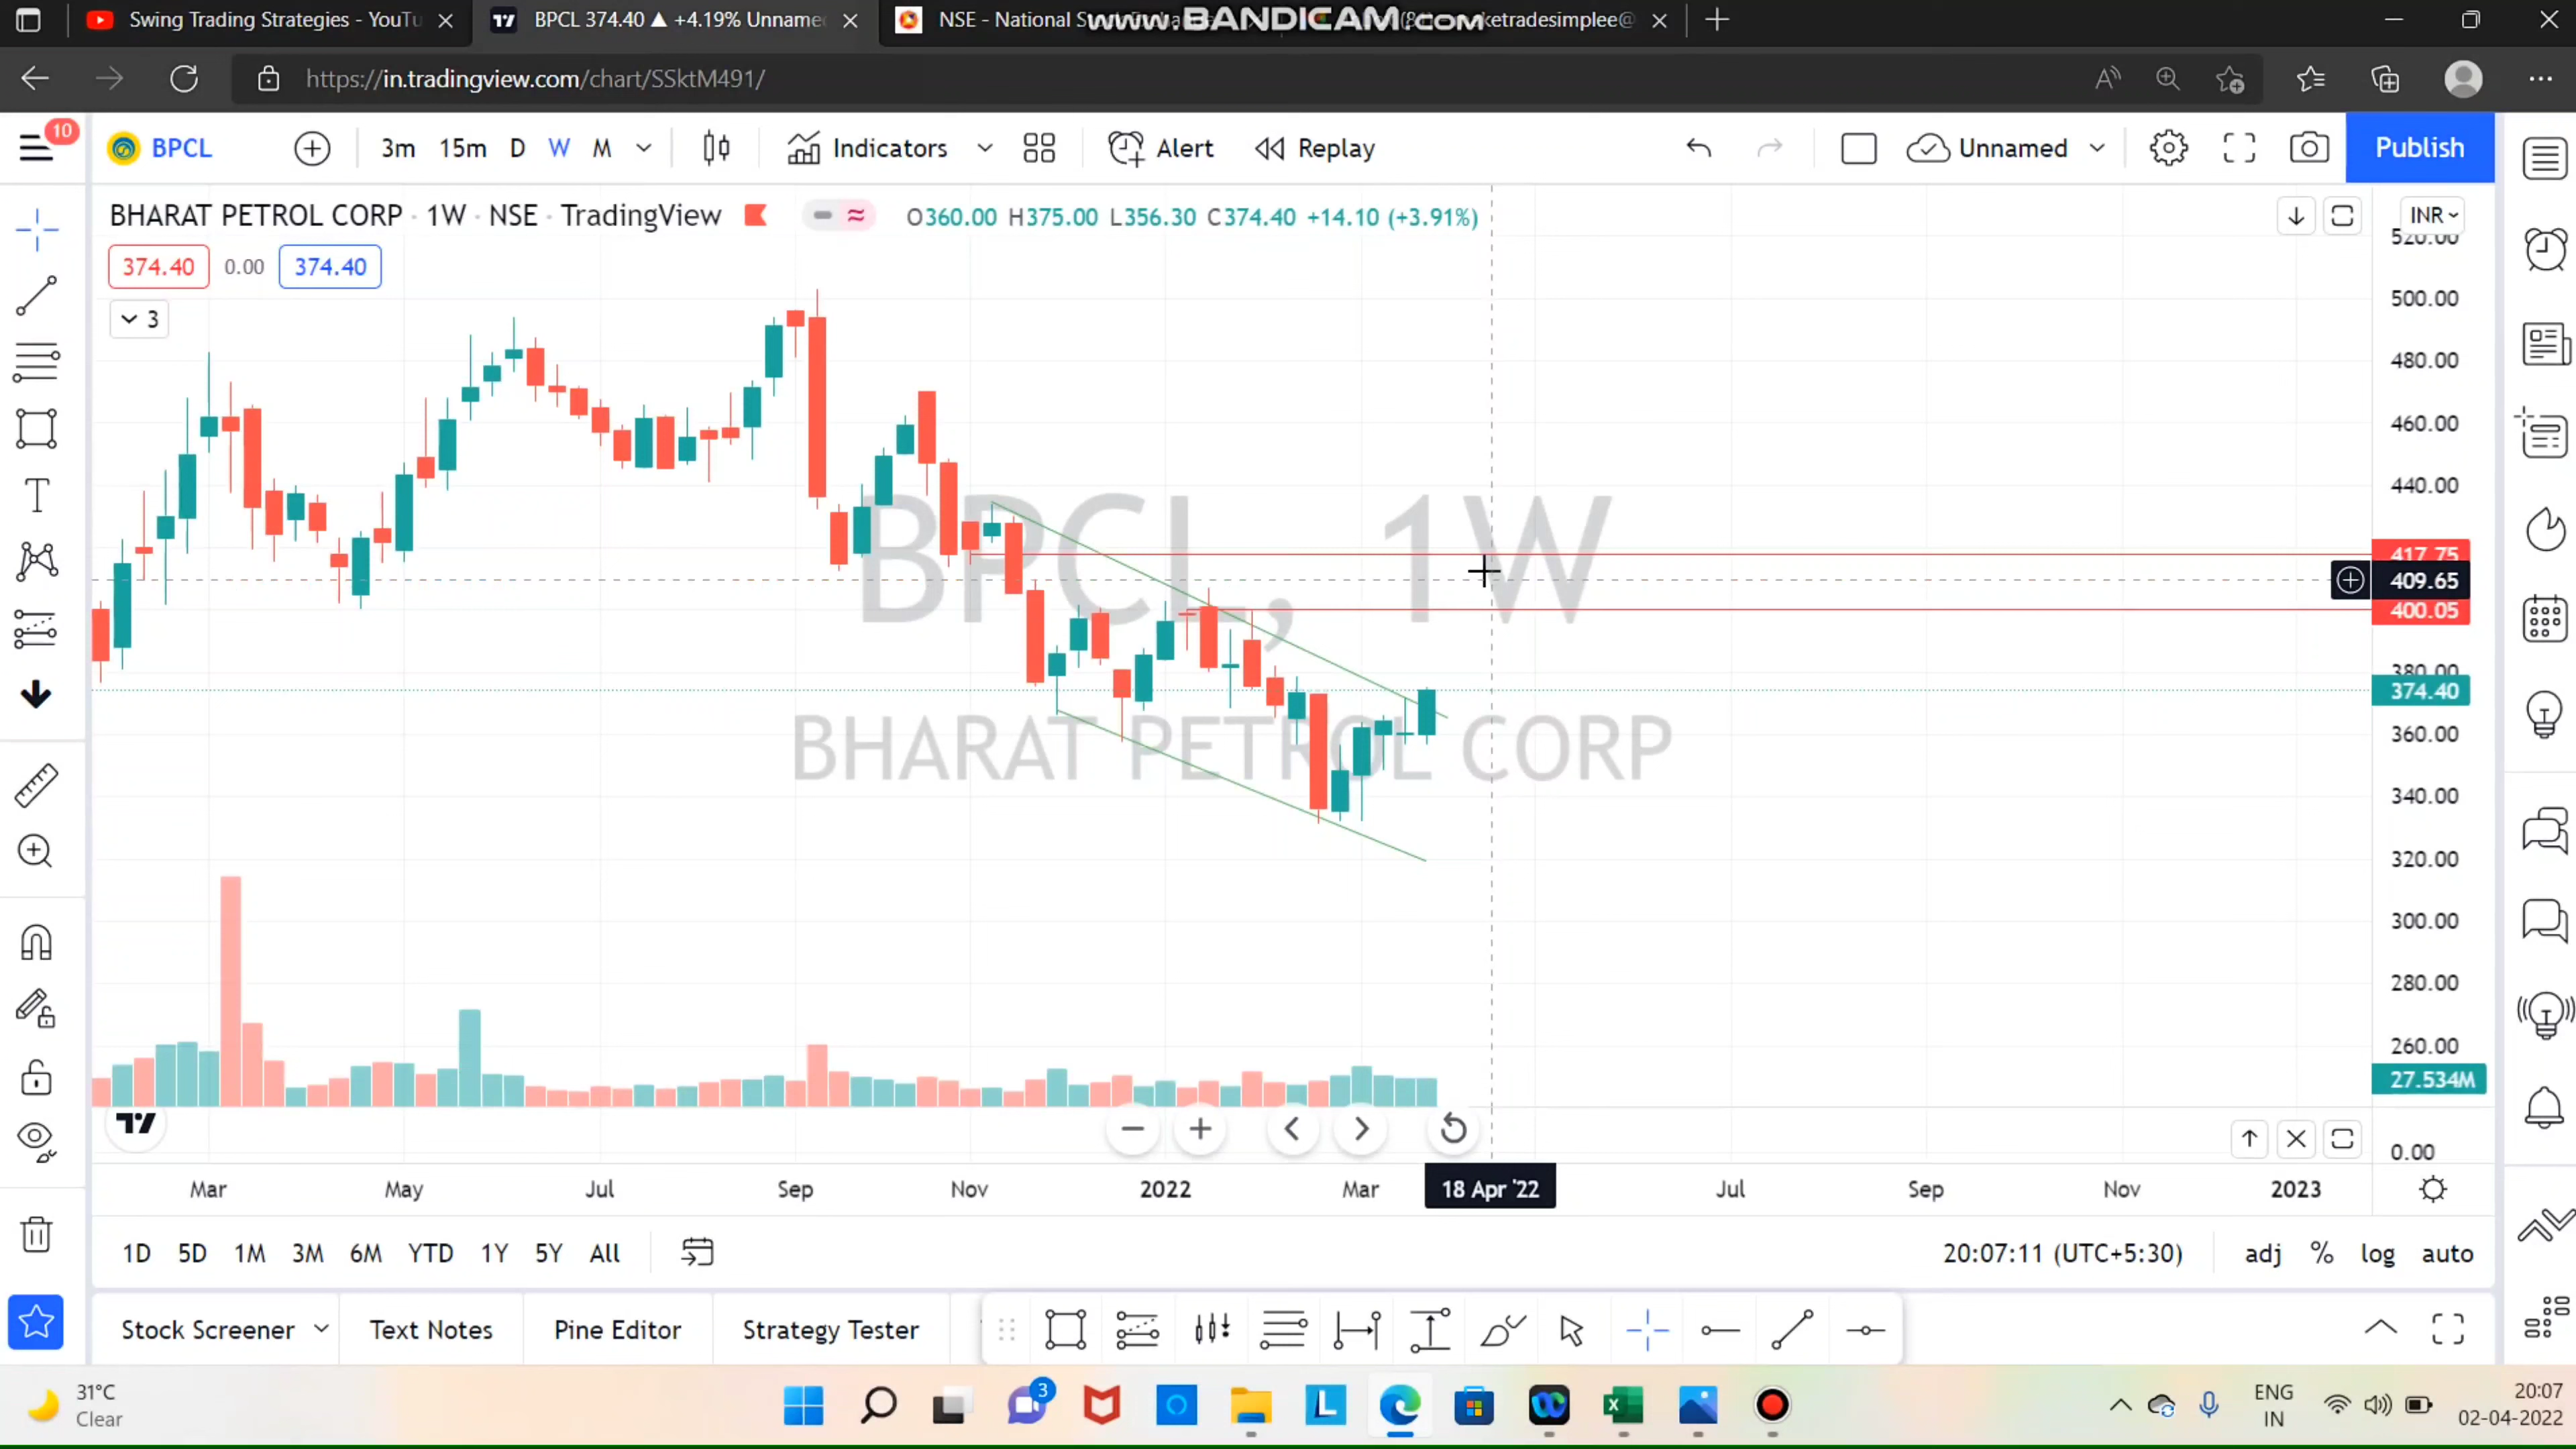 Swing Trading Strategies - YouTu
BPCL 374.40 ▲ +4.19% Unname
NSE - National S
www.BANDICAM.com
ketradesimplee@
https://in.tradingview.com/chart/SSktM491/
10
BPCL
3m 15m D W M
Indicators
Alert
Replay
Unnamed
Publish
BHARAT PETROL CORP · 1W · NSE · TradingView
O360.00 H375.00 L356.30 C374.40 +14.10 (+3.91%)
INR
374.40 0.00 374.40
3
520.00
500.00
480.00
460.00
440.00
417.75
409.65
400.05
380.00
374.40
360.00
340.00
320.00
300.00
280.00
260.00
27.534M
0.00
BPCL, 1W
BHARAT PETROL CORP
Mar May Jul Sep Nov 2022 Mar 18 Apr '22 Jul Sep Nov 2023
1D 5D 1M 3M 6M YTD 1Y 5Y All
20:07:11 (UTC+5:30) adj % log auto
Stock Screener Text Notes Pine Editor Strategy Tester
31°C
Clear
3
ENG
IN
20:07
02-04-2022